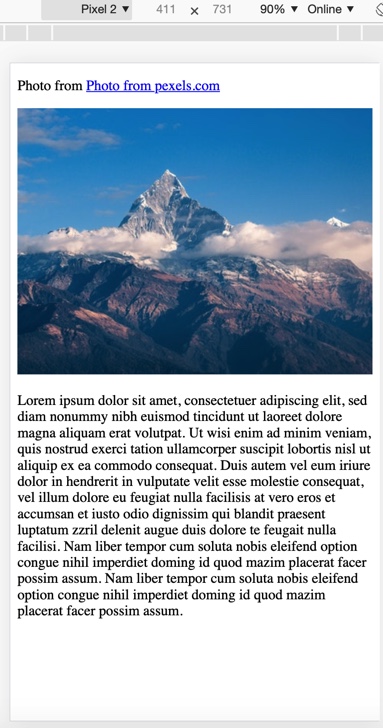 Pixel 2 ▼ 411 × 731 90% ▼ Online ▼
Photo from Photo from pexels.com
Lorem ipsum dolor sit amet, consectetuer adipiscing elit, sed
diam nonummy nibh euismod tincidunt ut laoreet dolore
magna aliquam erat volutpat. Ut wisi enim ad minim veniam,
quis nostrud exerci tation ullamcorper suscipit lobortis nisl ut
aliquip ex ea commodo consequat. Duis autem vel eum iriure
dolor in hendrerit in vulputate velit esse molestie consequat,
vel illum dolore eu feugiat nulla facilisis at vero eros et
accumsan et iusto odio dignissim qui blandit praesent
luptatum zzril delenit augue duis dolore te feugait nulla
facilisi. Nam liber tempor cum soluta nobis eleifend option
congue nihil imperdiet doming id quod mazim placerat facer
possim assum. Nam liber tempor cum soluta nobis eleifend
option congue nihil imperdiet doming id quod mazim
placerat facer possim assum.